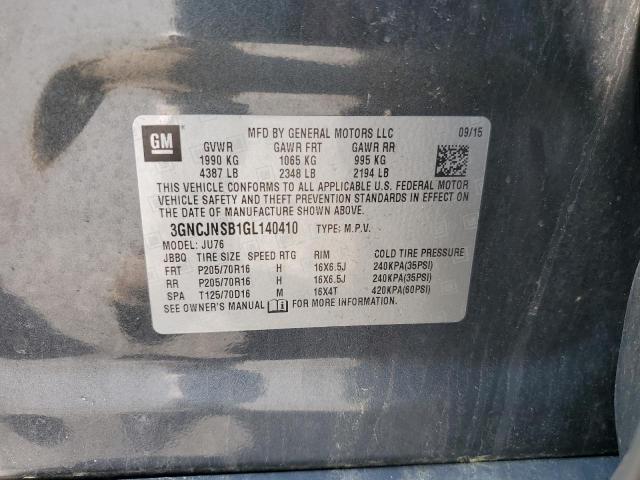 GM
MFD BY GENERAL MOTORS LLC 09/15
GVWR GAWR FRT GAWR RR
1990 KG 1065 KG 995 KG
4387 LB 2348 LB 2194 LB
THIS VEHICLE CONFORMS TO ALL APPLICABLE U.S. FEDERAL MOTOR
VEHICLE SAFETY AND THEFT PREVENTION STANDARDS IN EFFECT ON
THE DATE OF MANUFACTURE SHOWN ABOVE.
3GNCJNSB1GL140410 TYPE: M.P.V.
MODEL: JU76
JBBQ TIRE SIZE SPEED RTG RIM COLD TIRE PRESSURE
FRT P205/70R16 H 16X6.5J 240KPA(35PSI)
RR P205/70R16 H 16X6.5J 240KPA(35PSI)
SPA T125/70D16 M 16X4T 420KPA(60PSI)
SEE OWNER'S MANUAL FOR MORE INFORMATION.